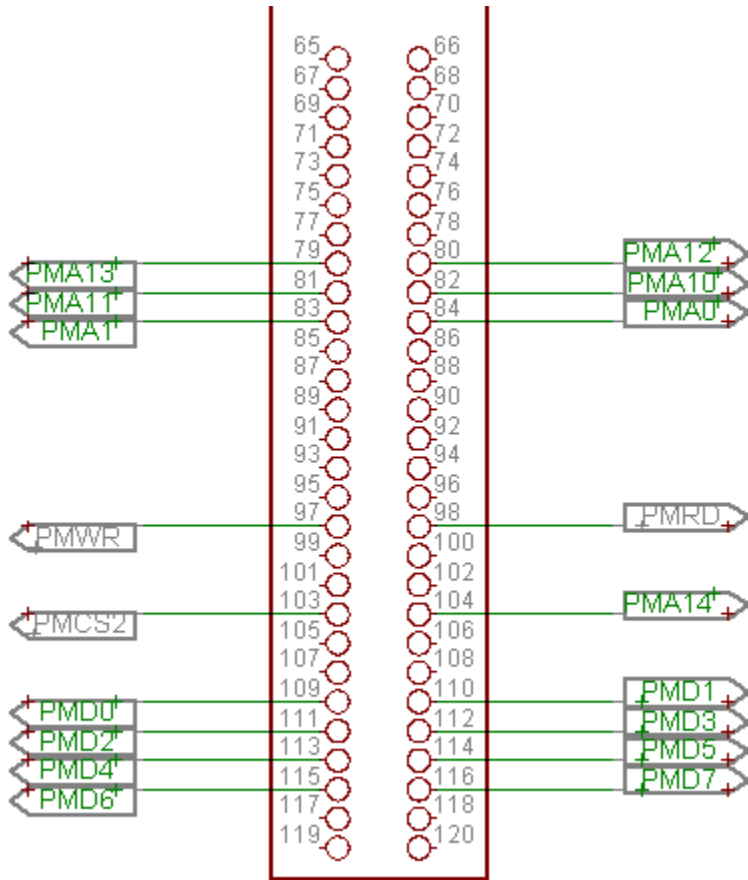 65 66
67 68
69 70
71 72
73 74
75 76
77 78
PMA13 79 80 PMA12
PMA11 81 82 PMA10
PMA1 83 84 PMA0
85 86
87 88
89 90
91 92
93 94
95 96
PMWR 97 98 PMRD
99 100
101 102
PMCS2 103 104 PMA14
105 106
107 108
PMD0 109 110 PMD1
PMD2 111 112 PMD3
PMD4 113 114 PMD5
PMD6 115 116 PMD7
117 118
119 120